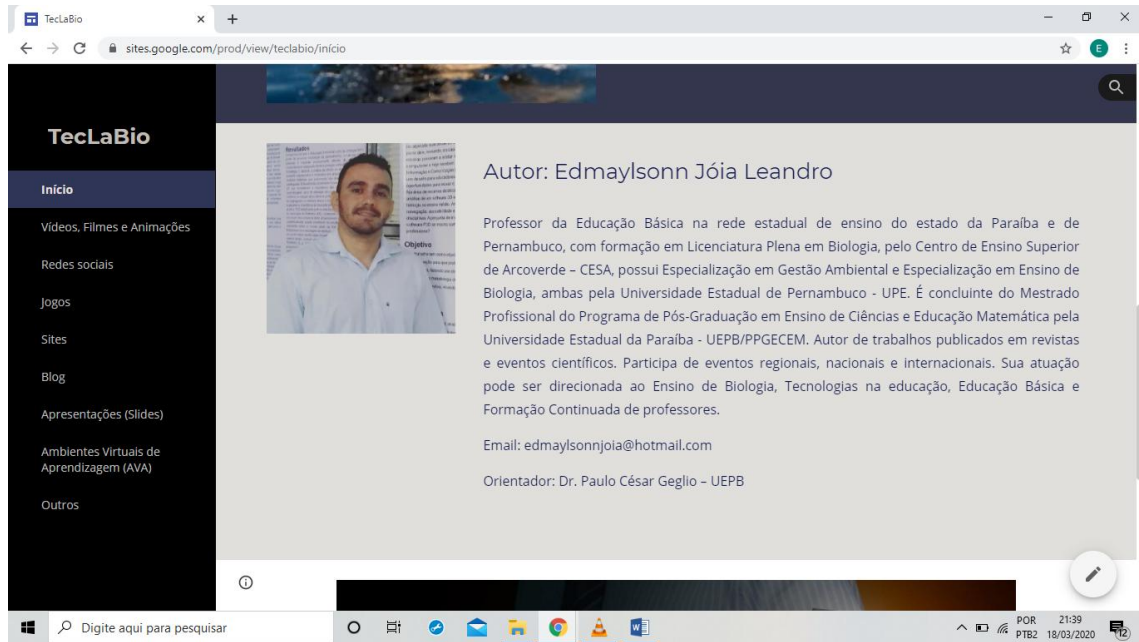 TecLaBio
sites.google.com/prod/view/teclabio/início
E
TecLaBio
Início
Vídeos, Filmes e Animações
Redes sociais
Jogos
Sites
Blog
Apresentações (Slides)
Ambientes Virtuais de
Aprendizagem (AVA)
Outros
Resultados
Objetivo
Autor: Edmaylsonn Jóia Leandro
Professor da Educação Básica na rede estadual de ensino do estado da Paraíba e de
Pernambuco, com formação em Licenciatura Plena em Biologia, pelo Centro de Ensino Superior
de Arcoverde – CESA, possui Especialização em Gestão Ambiental e Especialização em Ensino de
Biologia, ambas pela Universidade Estadual de Pernambuco - UPE. É concluinte do Mestrado
Profissional do Programa de Pós-Graduação em Ensino de Ciências e Educação Matemática pela
Universidade Estadual da Paraíba - UEPB/PPGECEM. Autor de trabalhos publicados em revistas
e eventos científicos. Participa de eventos regionais, nacionais e internacionais. Sua atuação
pode ser direcionada ao Ensino de Biologia, Tecnologias na educação, Educação Básica e
Formação Continuada de professores.
Email: edmaylsonnjoia@hotmail.com
Orientador: Dr. Paulo César Geglio – UEPB
Digite aqui para pesquisar
POR
PTB2
21:39
18/03/2020
12